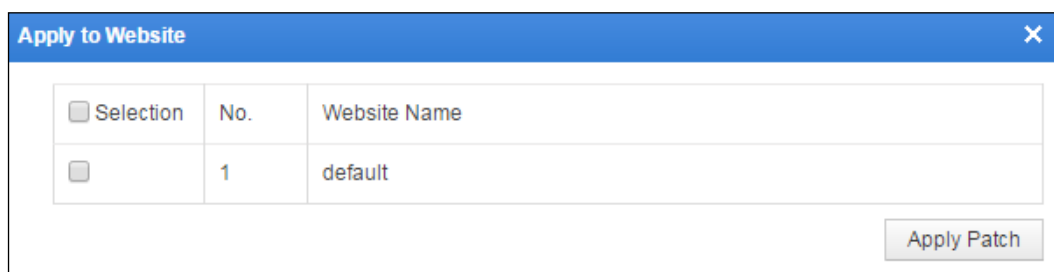 Apply to Website
Selection No. Website Name
1 default
Apply Patch